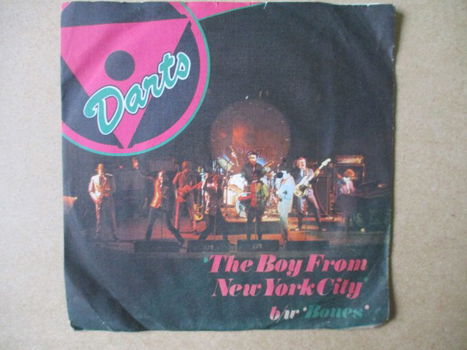 Darts
'The Boy From
New York City'
b/w 'Bones'